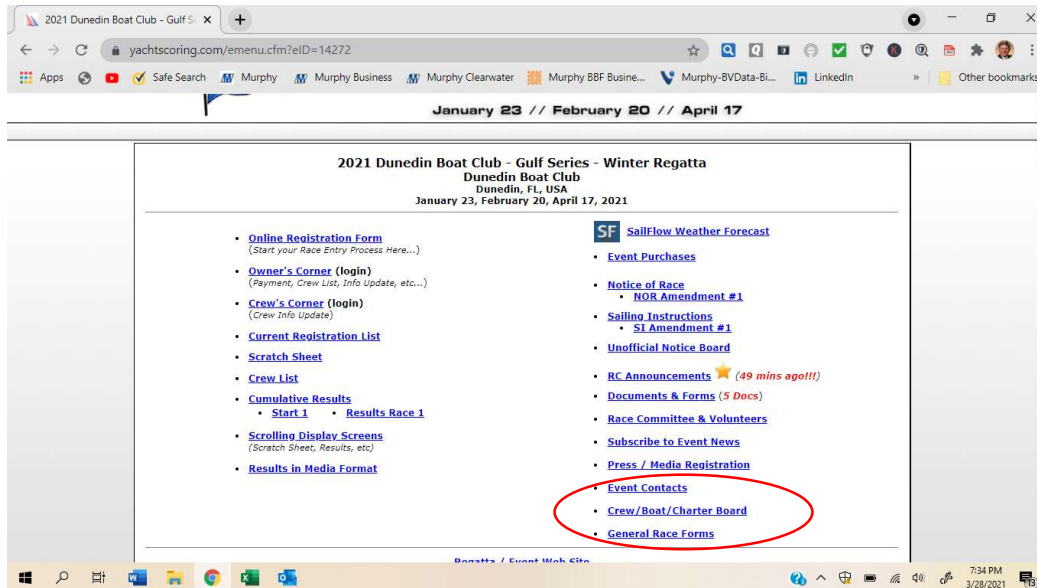 2021 Dunedin Boat Club - Gulf S
yachtscoring.com/emenu.cfm?eID=14272
Apps
Safe Search
Murphy
Murphy Business
Murphy Clearwater
Murphy BBF Busine...
Murphy-BVData-Bi...
LinkedIn
»
Other bookmarks
January 23 // February 20 // April 17
2021 Dunedin Boat Club - Gulf Series - Winter Regatta
Dunedin Boat Club
Dunedin, FL, USA
January 23, February 20, April 17, 2021
Online Registration Form
(Start your Race Entry Process Here...)
Owner's Corner (login)
(Payment, Crew List, Info Update, etc...)
Crew's Corner (login)
(Crew Info Update)
Current Registration List
Scratch Sheet
Crew List
Cumulative Results
• Start 1 • Results Race 1
Scrolling Display Screens
(Scratch Sheet, Results, etc)
Results in Media Format
SF SailFlow Weather Forecast
Event Purchases
Notice of Race
NOR Amendment #1
Sailing Instructions
SI Amendment #1
Unofficial Notice Board
RC Announcements (49 mins ago!!!)
Documents & Forms (5 Docs)
Race Committee & Volunteers
Subscribe to Event News
Press / Media Registration
Event Contacts
Crew/Boat/Charter Board
General Race Forms
Regatta / Event Web Site
7:34 PM
3/28/2021